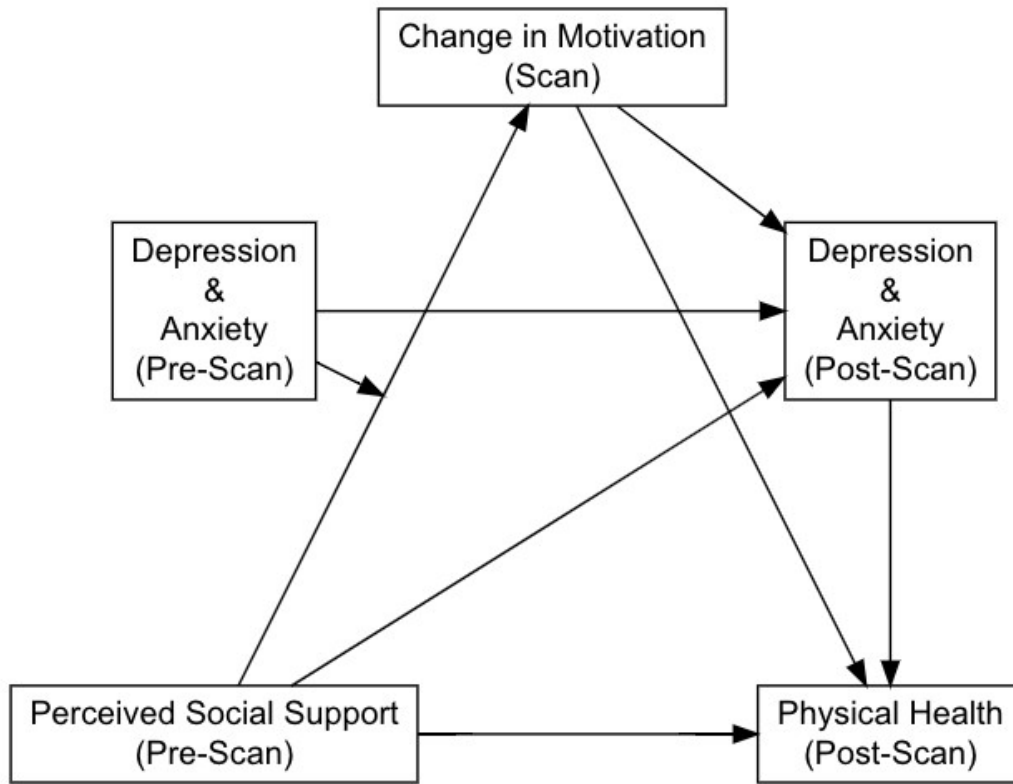 Change in Motivation
(Scan)
Depression
&
Anxiety
(Pre-Scan)
Depression
&
Anxiety
(Post-Scan)
Perceived Social Support
(Pre-Scan)
Physical Health
(Post-Scan)